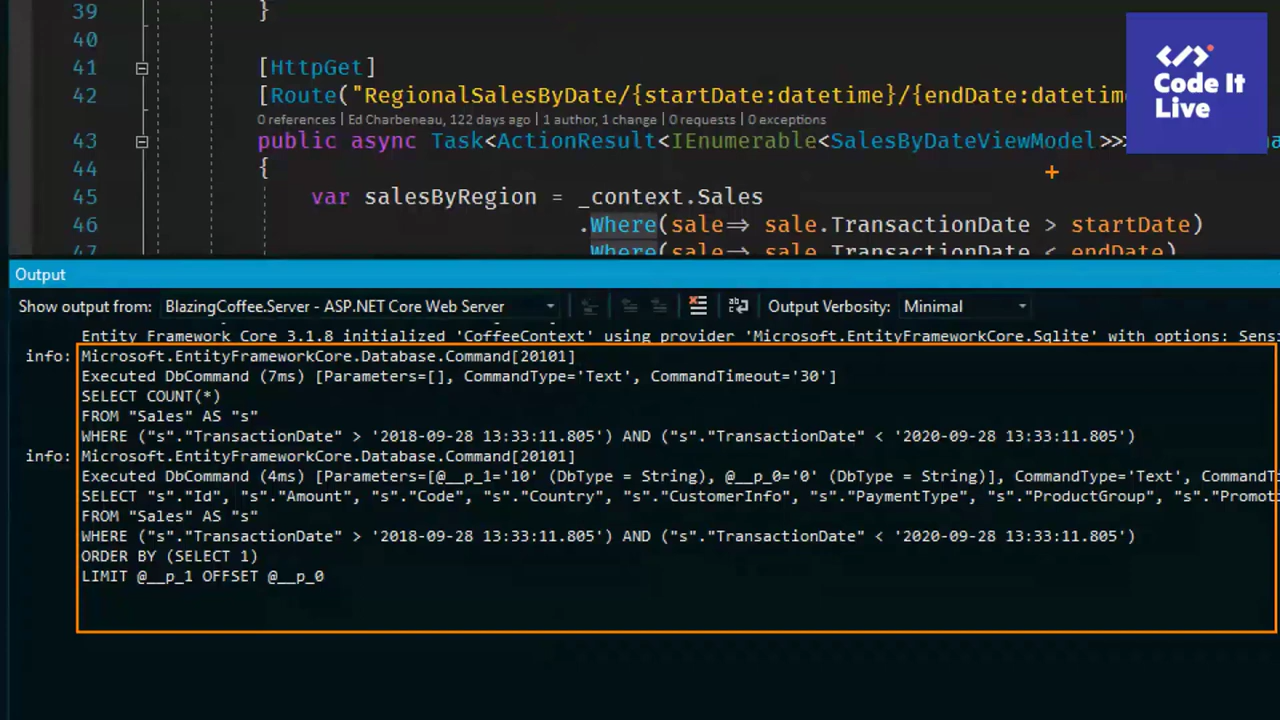 39 }
40
41 [HttpGet]
42 [Route("RegionalSalesByDate/{startDate:datetime}/{endDate:datetim
0 references | Ed Charbeneau, 122 days ago | 1 author, 1 change | 0 requests | 0 exceptions
43 public async Task<ActionResult<IEnumerable<SalesByDateViewModel>>>
44 {
45 var salesByRegion = _context.Sales
46 .Where(sale=> sale.TransactionDate > startDate)
47 .Where(sale=> sale.TransactionDate < endDate)
Code It
Live
Output
Show output from: BlazingCoffee.Server - ASP.NET Core Web Server Output Verbosity: Minimal
Entity Framework Core 3.1.8 initialized 'CoffeeContext' using provider 'Microsoft.EntityFrameworkCore.Sqlite' with options: Sens
info: Microsoft.EntityFrameworkCore.Database.Command[20101]
Executed DbCommand (7ms) [Parameters=[], CommandType='Text', CommandTimeout='30']
SELECT COUNT(*)
FROM "Sales" AS "s"
WHERE ("s"."TransactionDate" > '2018-09-28 13:33:11.805') AND ("s"."TransactionDate" < '2020-09-28 13:33:11.805')
info: Microsoft.EntityFrameworkCore.Database.Command[20101]
Executed DbCommand (4ms) [Parameters=[@__p_1='10' (DbType = String), @__p_0='0' (DbType = String)], CommandType='Text', CommandT
SELECT "s"."Id", "s"."Amount", "s"."Code", "s"."Country", "s"."CustomerInfo", "s"."PaymentType", "s"."ProductGroup", "s"."Promoti
FROM "Sales" AS "s"
WHERE ("s"."TransactionDate" > '2018-09-28 13:33:11.805') AND ("s"."TransactionDate" < '2020-09-28 13:33:11.805')
ORDER BY (SELECT 1)
LIMIT @__p_1 OFFSET @__p_0